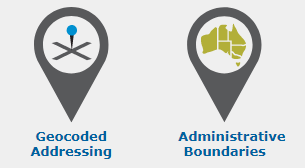 Geocoded
Addressing
Administrative
Boundaries